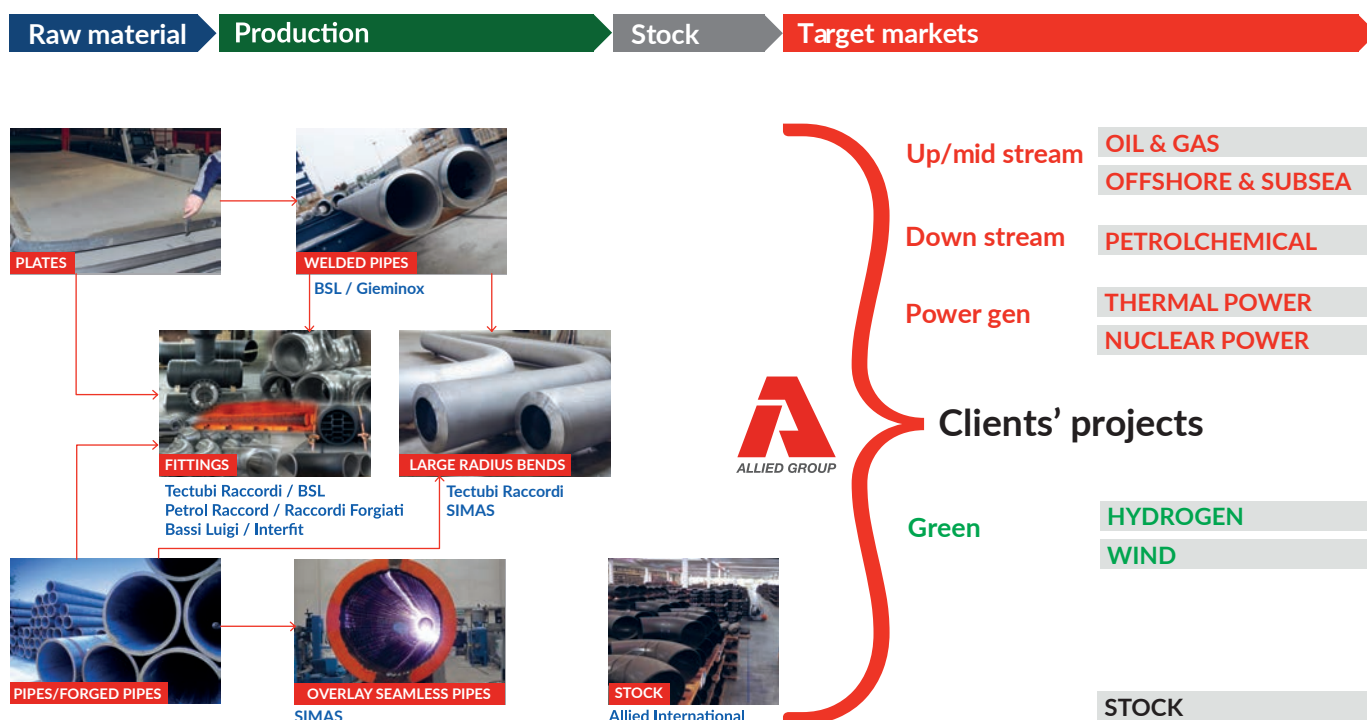 Raw material
Production
Stock
Target markets
PLATES
WELDED PIPES
BSL / Gieminox
FITTINGS
Tectubi Raccordi / BSL
Petrol Raccord / Raccordi Forgiati
Bassi Luigi / Interfit
LARGE RADIUS BENDS
Tectubi Raccordi
SIMAS
PIPES/FORGED PIPES
OVERLAY SEAMLESS PIPES
SIMAS
STOCK
Allied International
ALLIED GROUP
Up/mid stream
OIL & GAS
OFFSHORE & SUBSEA
Down stream
PETROLCHEMICAL
Power gen
THERMAL POWER
NUCLEAR POWER
Clients’ projects
Green
HYDROGEN
WIND
STOCK